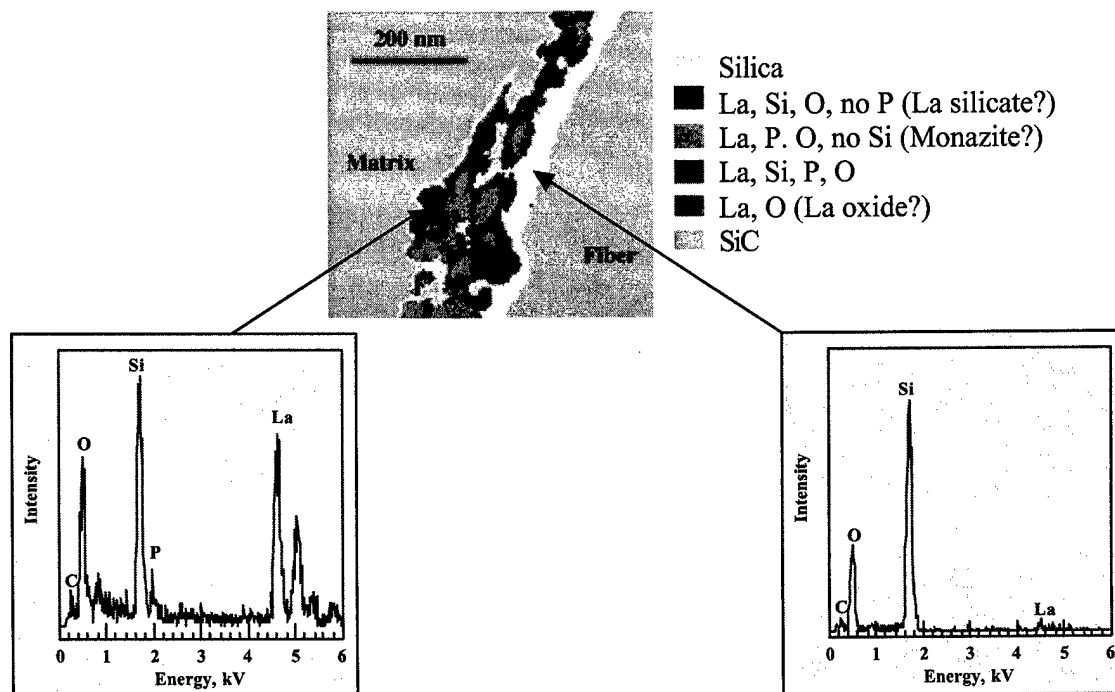 200 nm
Matrix
Fiber
Silica
La, Si, O, no P (La silicate?)
La, P. O, no Si (Monazite?)
La, Si, P, O
La, O (La oxide?)
SiC
Si
La
O
P
C
Intensity
0 1 2 3 4 5 6
Energy, kV
Si
O
C
La
Intensity
0 1 2 3 4 5 6
Energy, kV